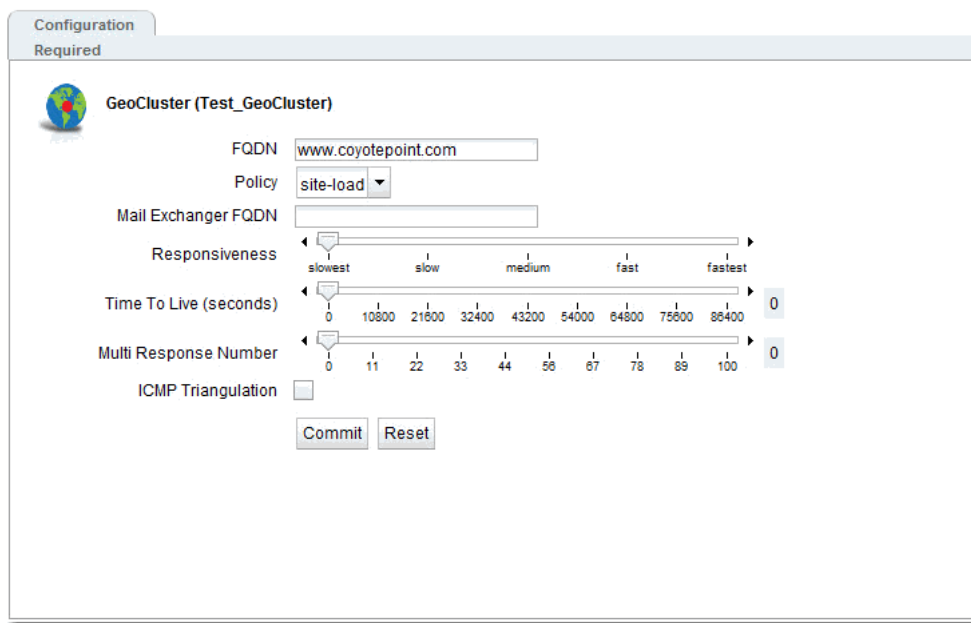 Configuration
Required
GeoCluster (Test_GeoCluster)
FQDN www.coyotepoint.com
Policy site-load
Mail Exchanger FQDN
Responsiveness
slowest slow medium fast fastest
Time To Live (seconds) 0
0 10800 21600 32400 43200 54000 64800 75600 86400
Multi Response Number 0
0 11 22 33 44 56 67 78 89 100
ICMP Triangulation
Commit Reset